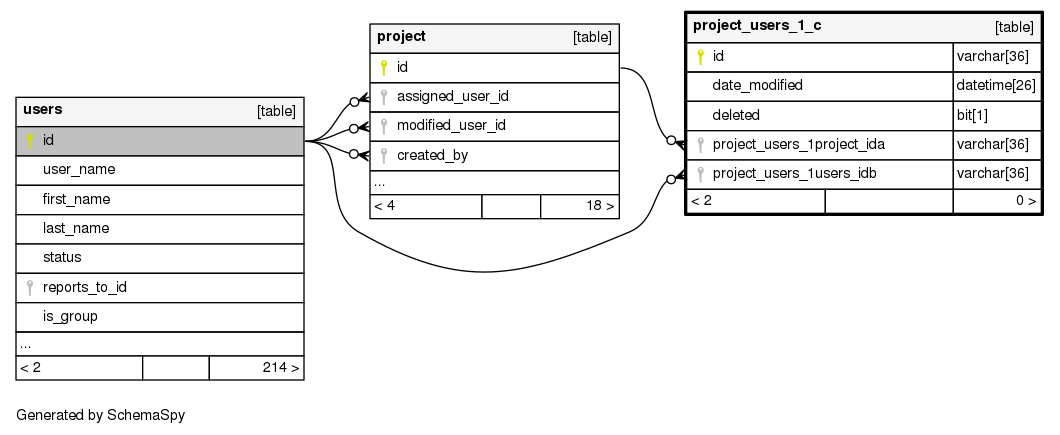 users [table]
id
user_name
first_name
last_name
status
reports_to_id
is_group
...
< 2 214 >
project [table]
id
assigned_user_id
modified_user_id
created_by
...
< 4 18 >
project_users_1_c [table]
id varchar[36]
date_modified datetime[26]
deleted bit[1]
project_users_1project_ida varchar[36]
project_users_1users_idb varchar[36]
< 2 0 >
Generated by SchemaSpy